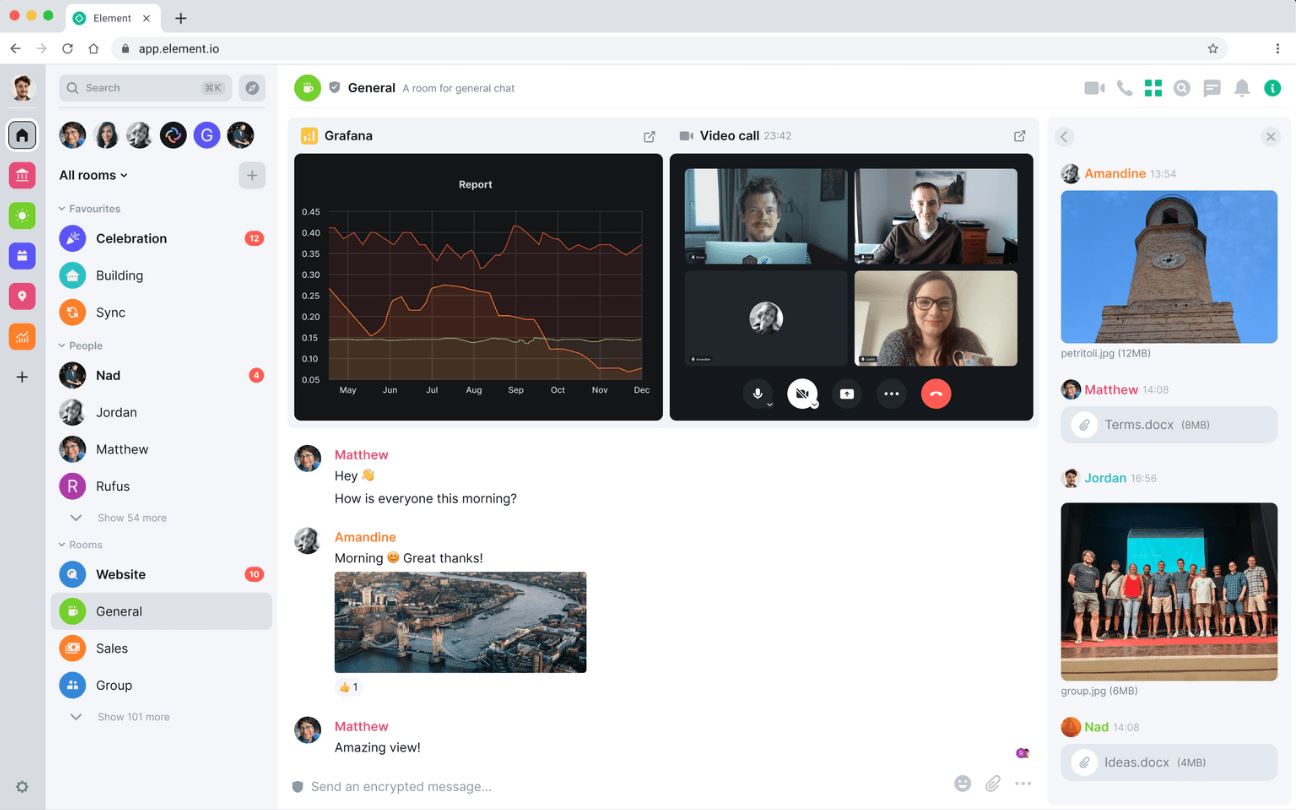 Element
app.element.io
Search ⌘K
G
All rooms
Favourites
Celebration 12
Building
Sync
People
Nad 4
Jordan
Matthew
R Rufus
Show 54 more
Rooms
Website 10
General
Sales
Group
Show 101 more
General A room for general chat
Grafana
Report
0.45
0.40
0.35
0.30
0.25
0.20
0.15
0.10
0.05
May Jun Jul Aug Sep Oct Nov Dec
Video call 23:42
Matthew
Hey 👋
How is everyone this morning?
Amandine
Morning 😊 Great thanks!
👍 1
Matthew
Amazing view!
Send an encrypted message...
Amandine 13:54
petritoli.jpg (12MB)
Matthew 14:08
Terms.docx (8MB)
Jordan 16:56
group.jpg (6MB)
Nad 14:08
Ideas.docx (4MB)